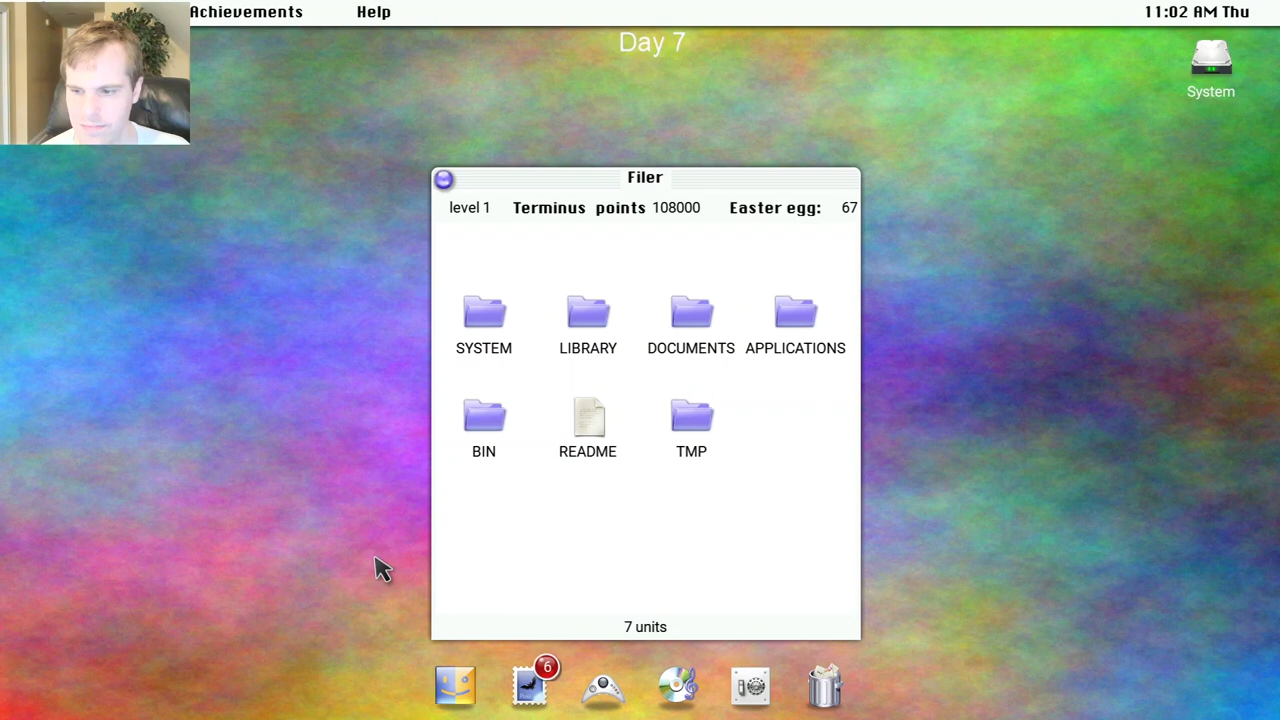 Achievements Help 11:02 AM Thu
Day 7
System
Filer
level 1 Terminus points 108000 Easter egg: 67
SYSTEM LIBRARY DOCUMENTS APPLICATIONS
BIN README TMP
7 units
6